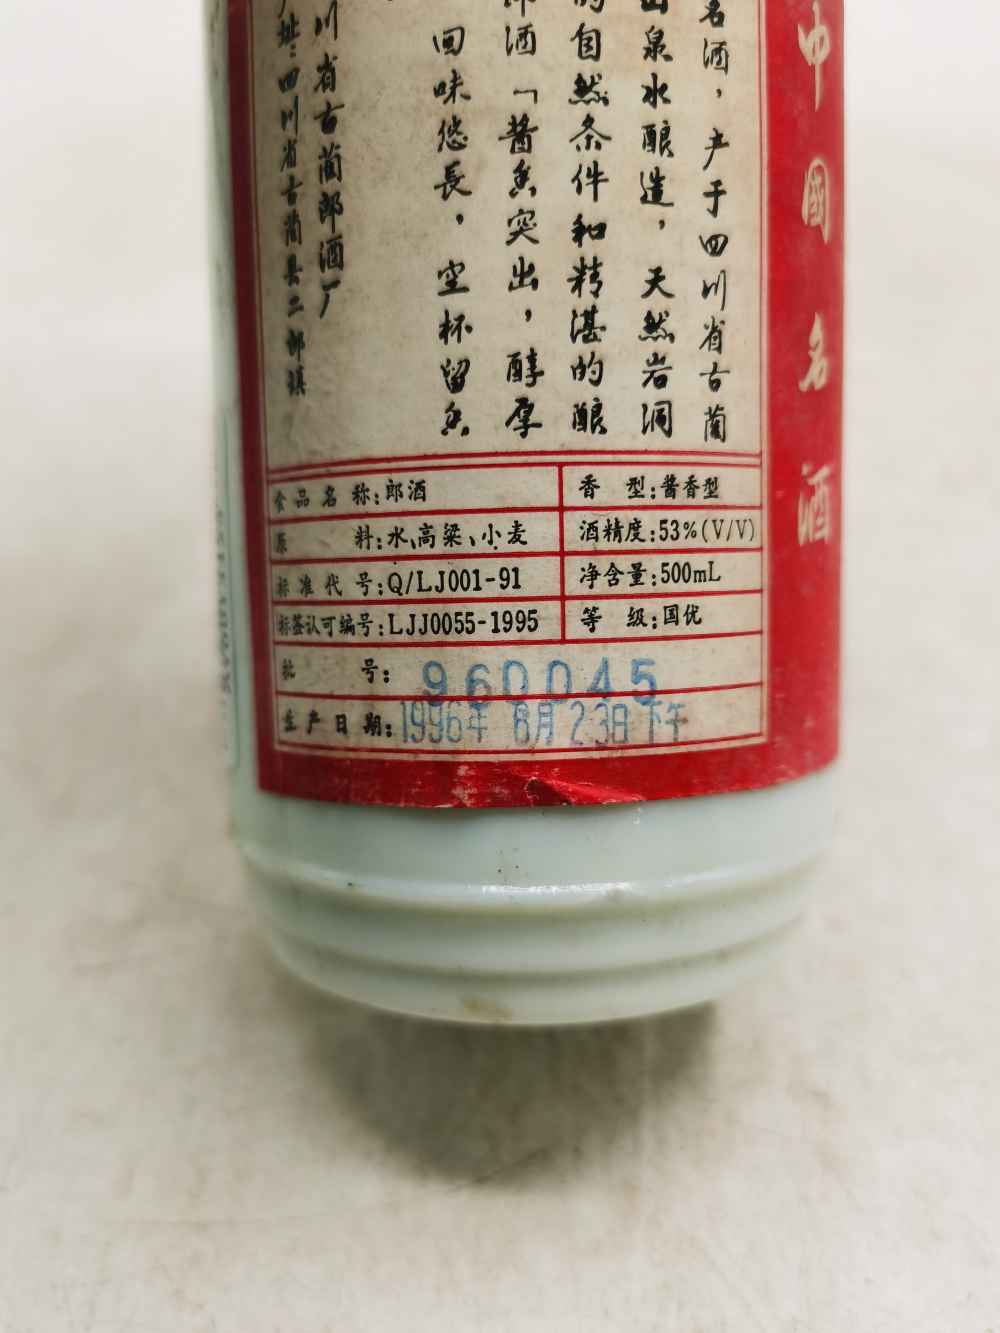 中國名酒
名酒，产于四川省古蔺
山泉水酿造，天然岩洞
的自然条件和精湛的酿
郎酒「酱香突出，醇厚
回味悠長，空杯留香
川省古蔺郎酒厂
址：四川省古蔺县二郎镇
食品名称：郎酒 香型：酱香型
原料：水、高粱、小麦 酒精度：53%(V/V)
标准代号：Q/LJ001-91 净含量：500mL
标签认可编号：LJJ0055-1995 等级：国优
批号：960045
生产日期：1996年 8月 23日下午